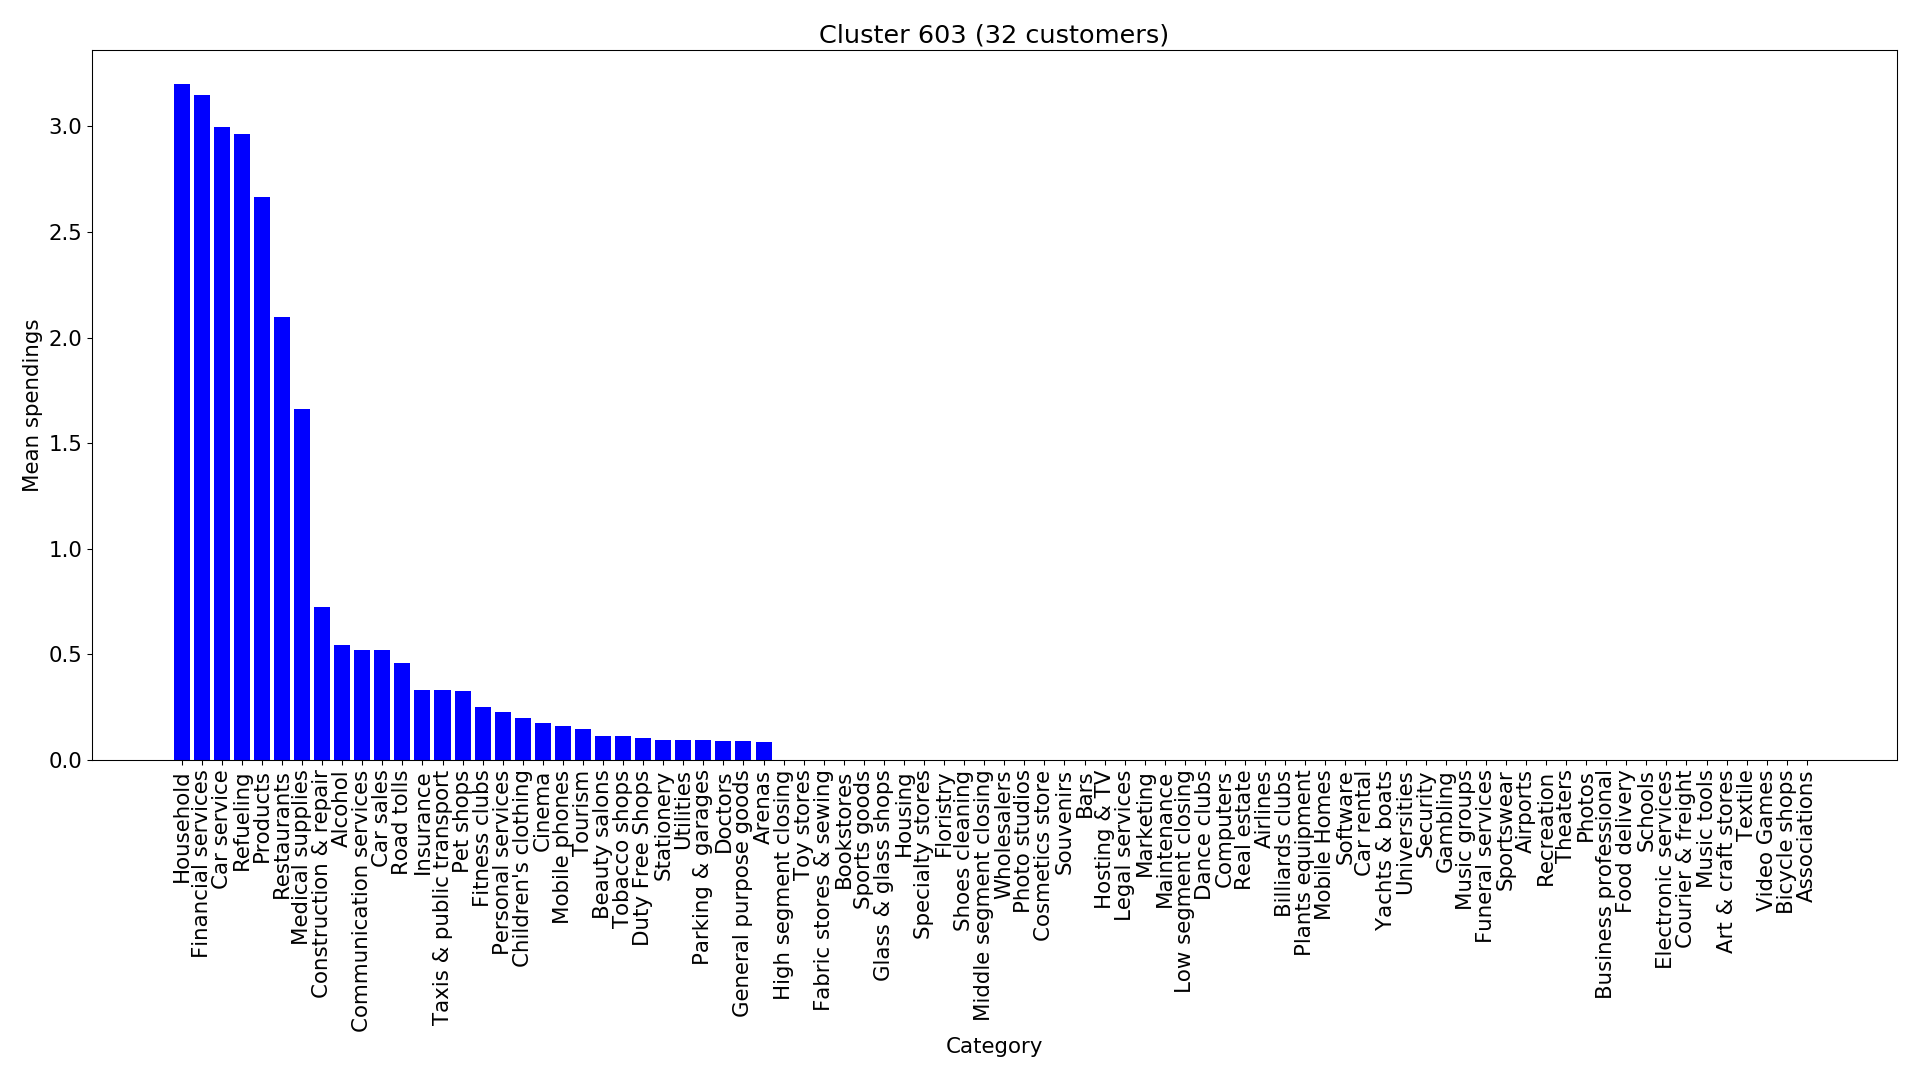 Cluster 603 (32 customers)
Mean spendings
3.0
2.5
2.0
1.5
1.0
0.5
0.0
Household
Financial services
Car service
Refueling
Products
Restaurants
Medical supplies
Construction & repair
Alcohol
Communication services
Car sales
Road tolls
Insurance
Taxis & public transport
Pet shops
Fitness clubs
Personal services
Children's clothing
Cinema
Mobile phones
Tourism
Beauty salons
Tobacco shops
Duty Free Shops
Stationery
Utilities
Parking & garages
Doctors
General purpose goods
Arenas
High segment closing
Toy stores
Fabric stores & sewing
Bookstores
Sports goods
Glass & glass shops
Housing
Specialty stores
Floristry
Shoes cleaning
Middle segment closing
Wholesalers
Photo studios
Cosmetics store
Souvenirs
Bars
Hosting & TV
Legal services
Marketing
Maintenance
Low segment closing
Dance clubs
Computers
Real estate
Airlines
Billiards clubs
Plants equipment
Mobile Homes
Software
Car rental
Yachts & boats
Universities
Security
Gambling
Music groups
Funeral services
Sportswear
Airports
Recreation
Theaters
Photos
Business professional
Food delivery
Schools
Electronic services
Courier & freight
Music tools
Art & craft stores
Textile
Video Games
Bicycle shops
Associations
Category